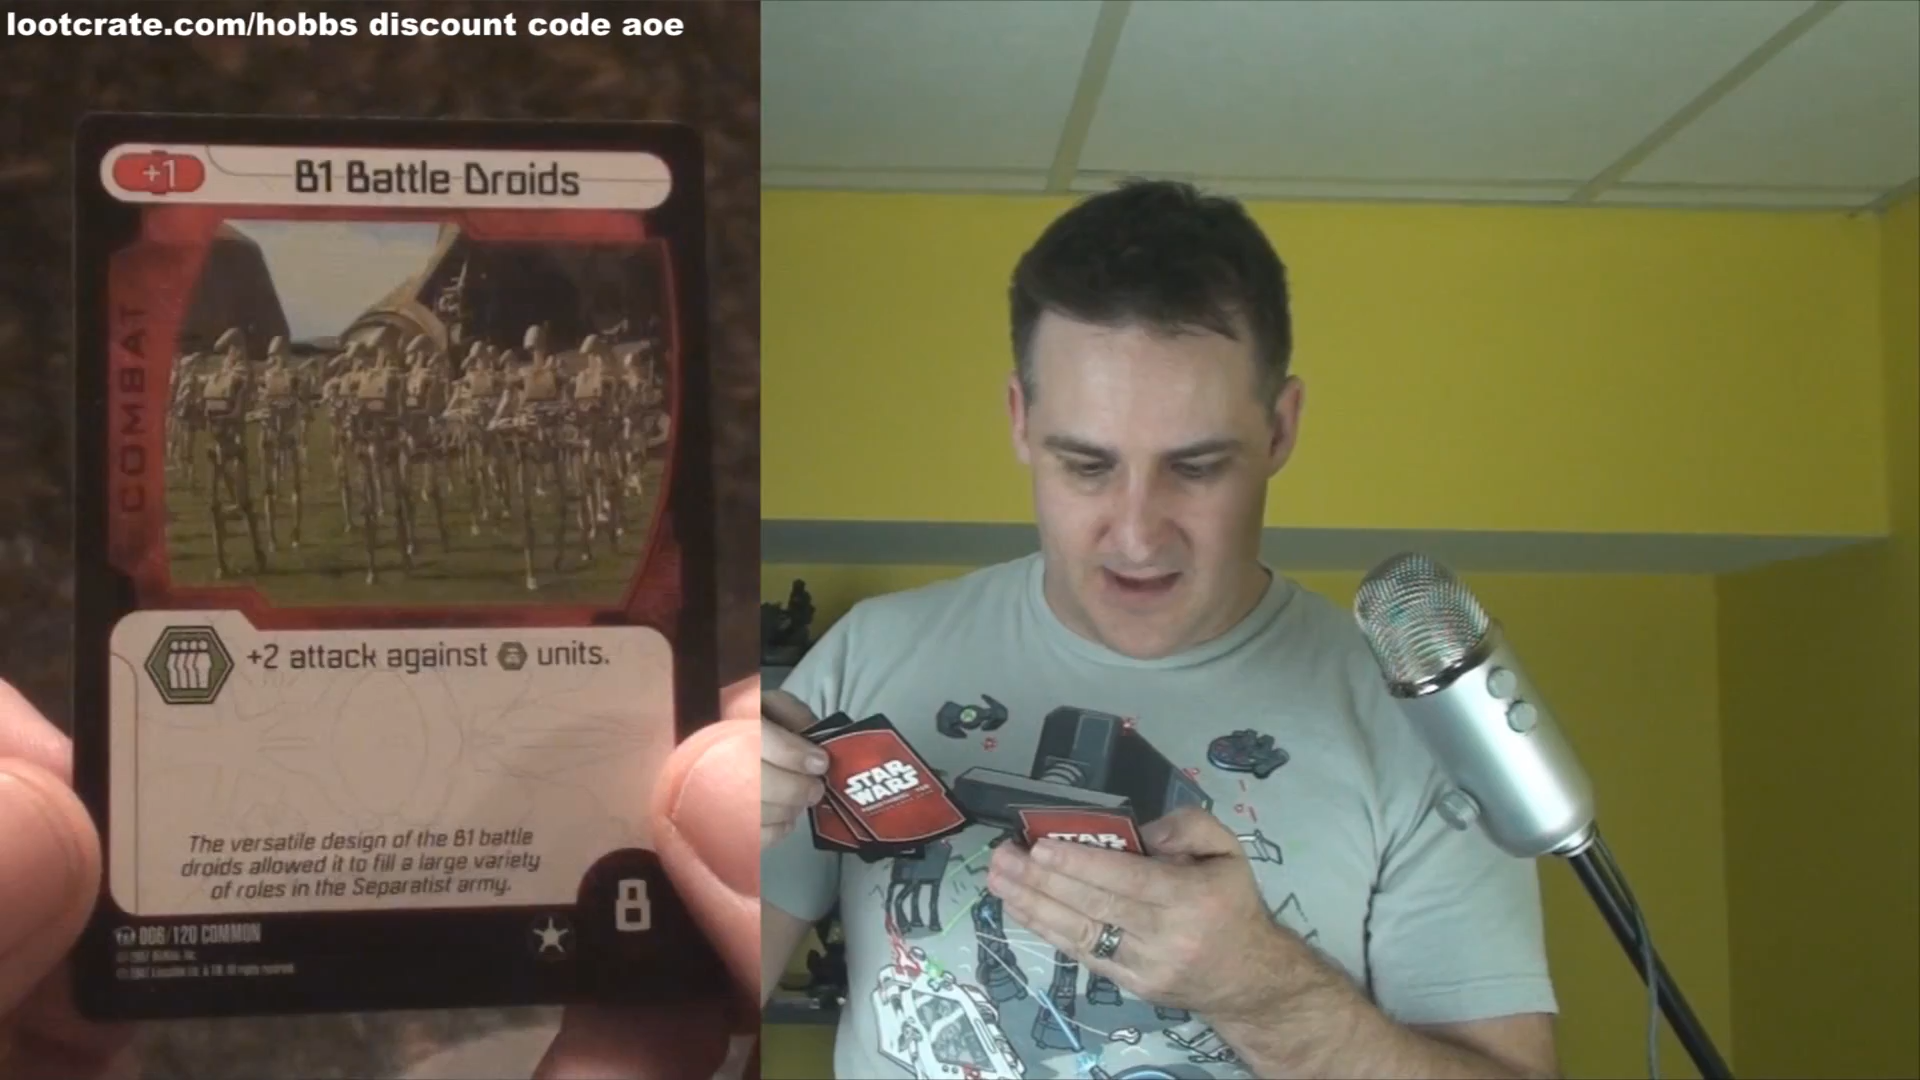 lootcrate.com/hobbs discount code aoe
+1
B1 Battle Droids
COMBAT
+2 attack against units.
The versatile design of the B1 battle
droids allowed it to fill a large variety
of roles in the Separatist army.
8
006/120 COMMON
STAR
WARS
STAR